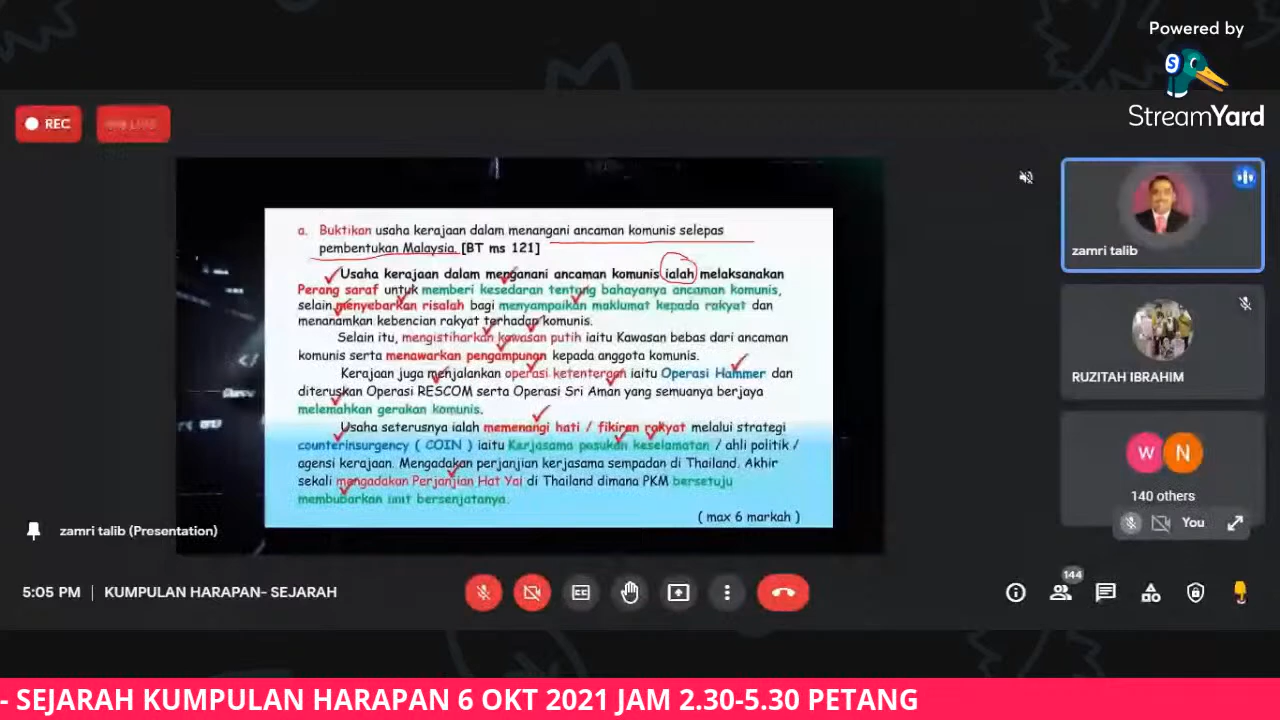 Powered by
StreamYard
REC
LIVE
a. Buktikan usaha kerajaan dalam menangani ancaman komunis selepas
pembentukan Malaysia. [BT ms 121]
Usaha kerajaan dalam menganani ancaman komunis ialah melaksanakan
Perang saraf untuk memberi kesedaran tentang bahayanya ancaman komunis,
selain menyebarkan risalah bagi menyampaikan maklumat kepada rakyat dan
menanamkan kebencian rakyat terhadap komunis.
Selain itu, mengistiharkan kawasan putih iaitu Kawasan bebas dari ancaman
komunis serta menawarkan pengampunan kepada anggota komunis.
Kerajaan juga menjalankan operasi ketenteraan iaitu Operasi Hammer dan
diteruskan Operasi RESCOM serta Operasi Sri Aman yang semuanya berjaya
melemahkan gerakan komunis.
Usaha seterusnya ialah memenangi hati / fikiran rakyat melalui strategi
counterinsurgency ( COIN ) iaitu Kerjasama pasukan keselamatan / ahli politik /
agensi kerajaan. Mengadakan perjanjian kerjasama sempadan di Thailand. Akhir
sekali mengadakan Perjanjian Hat Yai di Thailand dimana PKM bersetuju
membubarkan unit bersenjatanya.
( max 6 markah )
zamri talib
RUZITAH IBRAHIM
W N
140 others
You
zamri talib (Presentation)
5:05 PM | KUMPULAN HARAPAN- SEJARAH
CC
144
- SEJARAH KUMPULAN HARAPAN 6 OKT 2021 JAM 2.30-5.30 PETANG